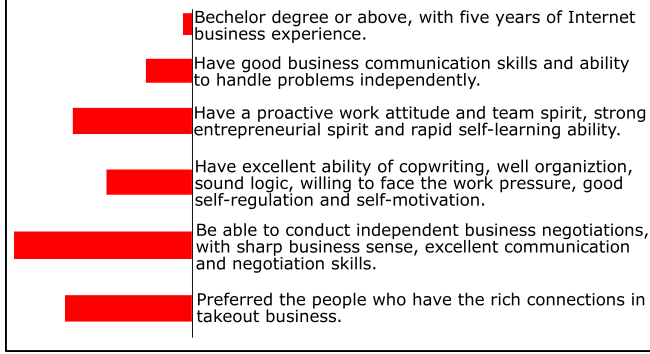 Bechelor degree or above, with five years of Internet
business experience.
Have good business communication skills and ability
to handle problems independently.
Have a proactive work attitude and team spirit, strong
entrepreneurial spirit and rapid self-learning ability.
Have excellent ability of copwriting, well organiztion,
sound logic, willing to face the work pressure, good
self-regulation and self-motivation.
Be able to conduct independent business negotiations,
with sharp business sense, excellent communication
and negotiation skills.
Preferred the people who have the rich connections in
takeout business.